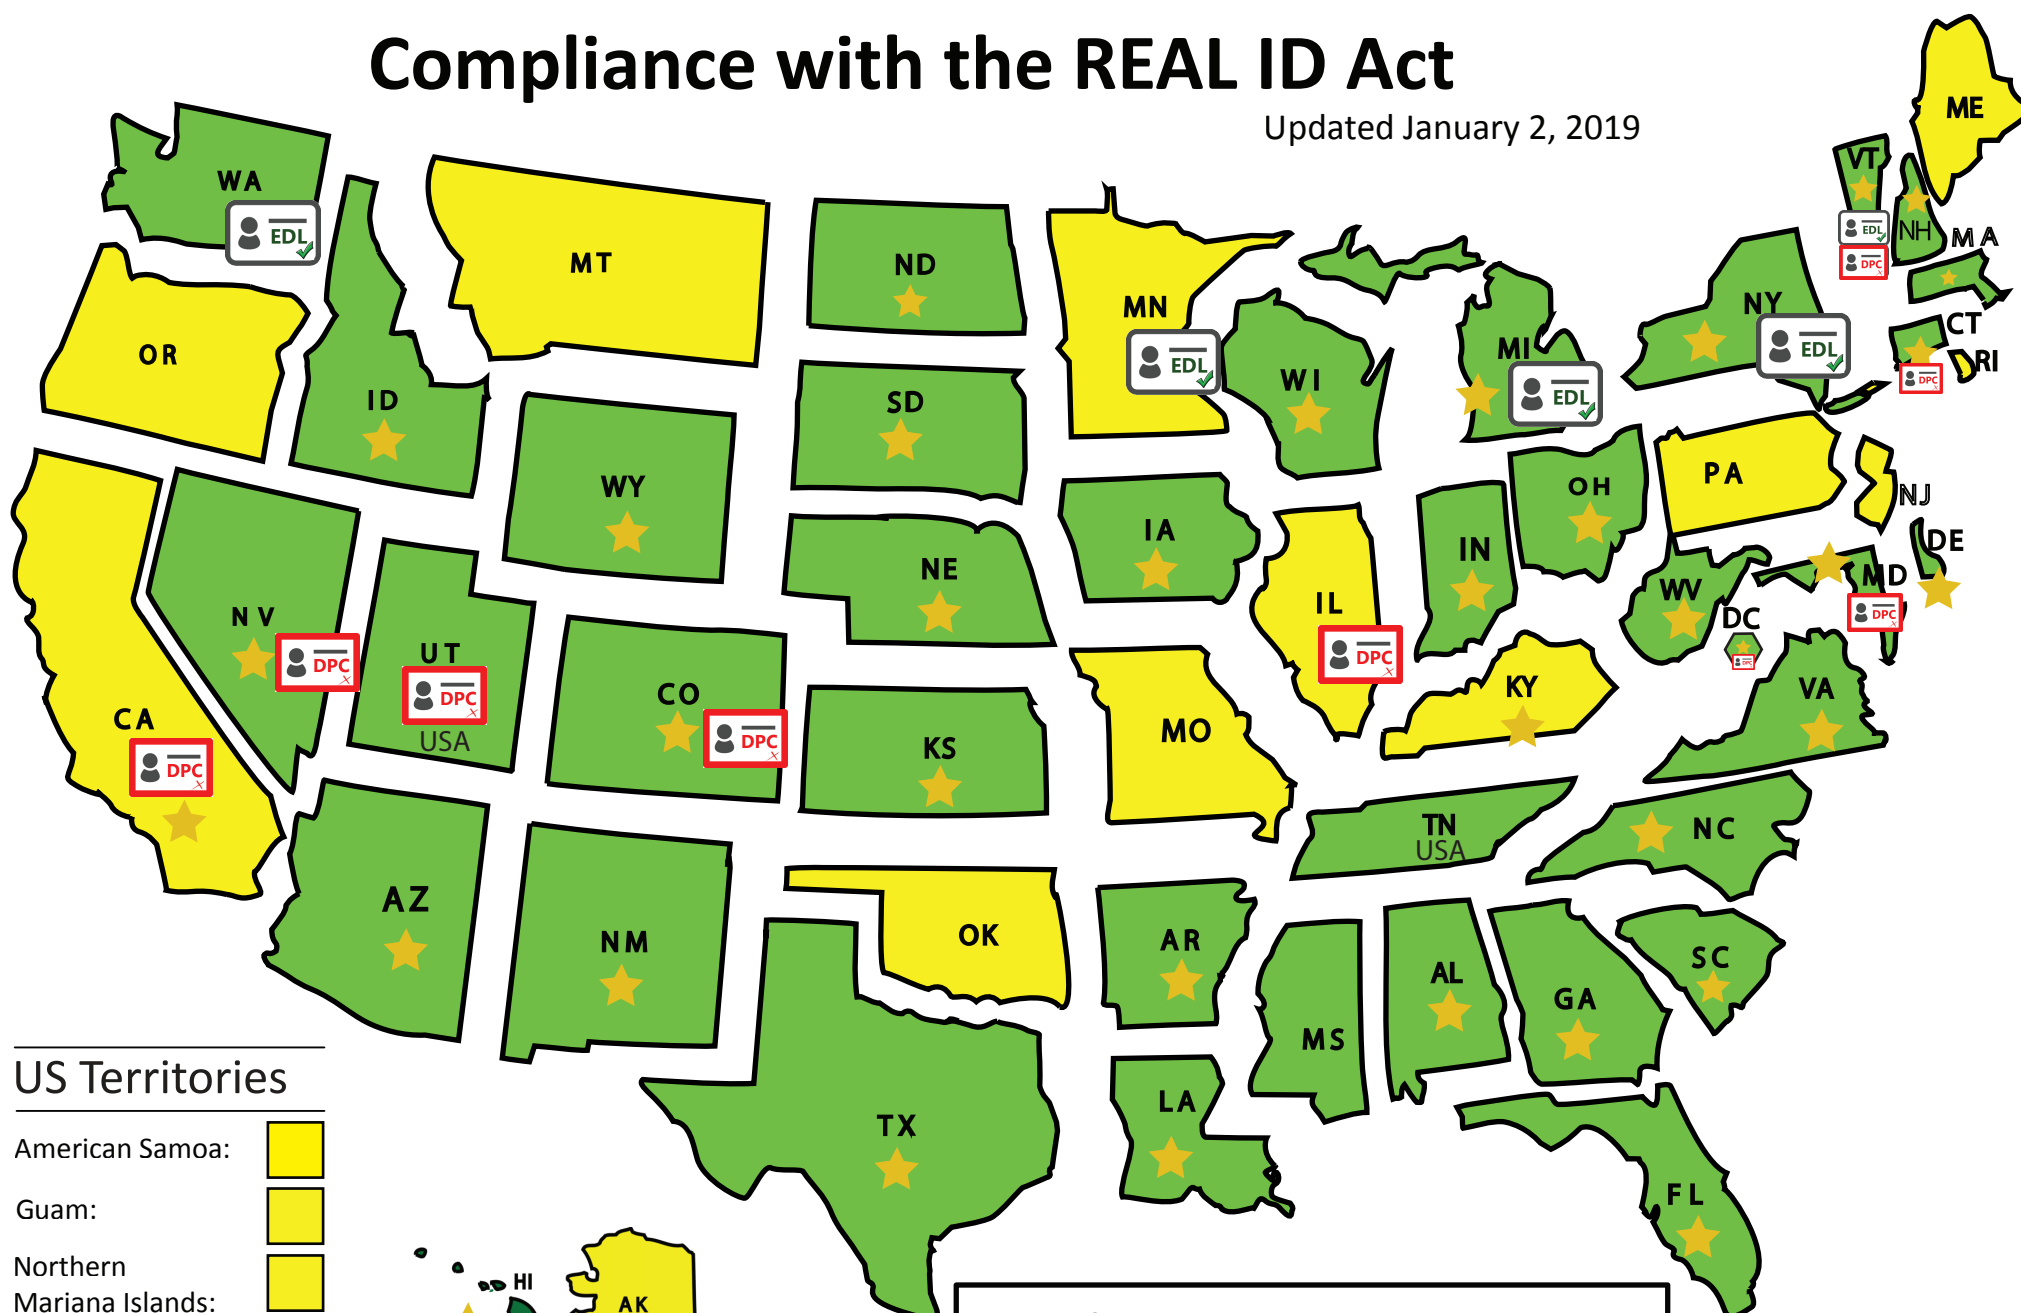 Compliance with the REAL ID Act
Updated January 2, 2019
ME
WA
EDL
VT
EDL
DPC
NH
MA
MT
ND
MN
EDL
NY
EDL
CT
DPC
RI
OR
ID
SD
WI
MI
EDL
WY
IA
OH
PA
NJ
NE
IN
DE
MD
DPC
WV
DC
DPC
NV
DPC
UT
DPC
USA
CO
DPC
IL
DPC
KY
VA
CA
DPC
KS
MO
TN
USA
NC
AZ
NM
OK
AR
AL
GA
SC
MS
TX
LA
FL
US Territories
American Samoa:
Guam:
Northern
Mariana Islands:
HI
AK